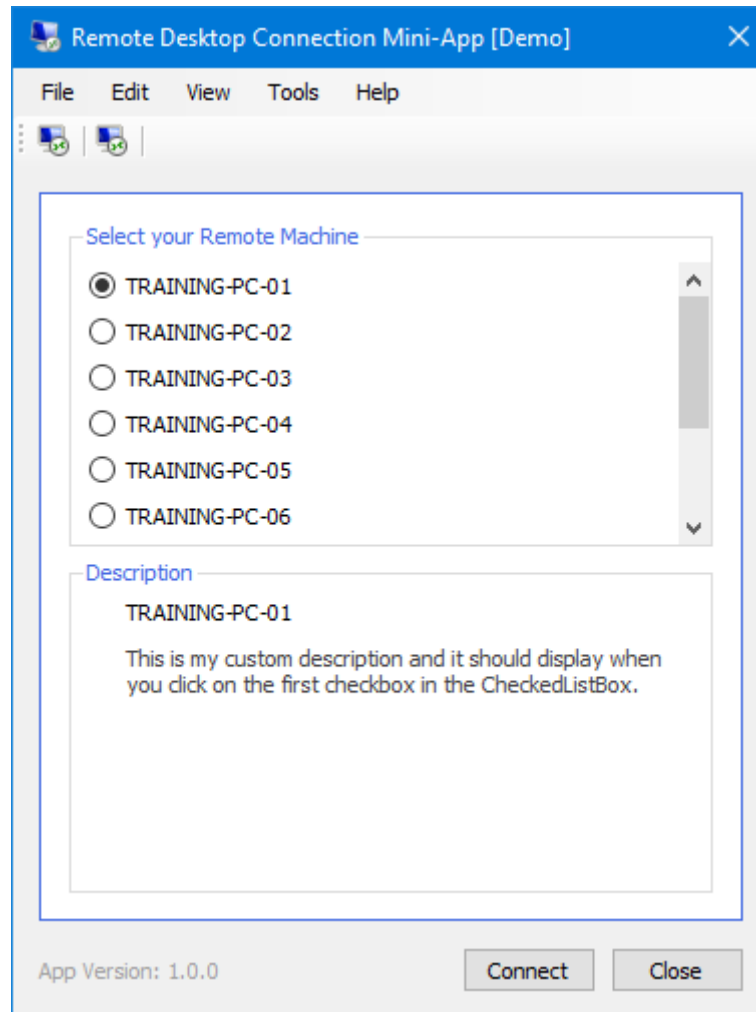 Remote Desktop Connection Mini-App [Demo]
File Edit View Tools Help
Select your Remote Machine
TRAINING-PC-01
TRAINING-PC-02
TRAINING-PC-03
TRAINING-PC-04
TRAINING-PC-05
TRAINING-PC-06
Description
TRAINING-PC-01
This is my custom description and it should display when
you click on the first checkbox in the CheckedListBox.
App Version: 1.0.0
Connect Close